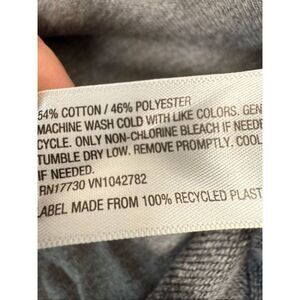 54% COTTON / 46% POLYESTER
MACHINE WASH COLD WITH LIKE COLORS. GEN
CYCLE. ONLY NON-CHLORINE BLEACH IF NEEDE
TUMBLE DRY LOW. REMOVE PROMPTLY. COOL
IF NEEDED.
RN17730 VN1042782
LABEL MADE FROM 100% RECYCLED PLAST